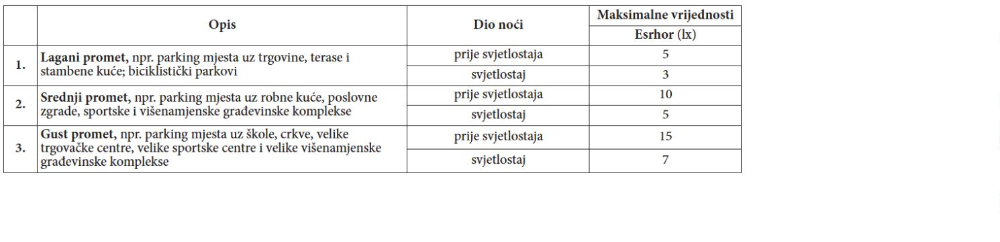 Opis Dio noći Maksimalne vrijednosti
Esrhor (lx)
1. Lagani promet, npr. parking mjesta uz trgovine, terase i
stambene kuće; biciklistički parkovi
prije svjetlostaja 5
svjetlostaj 3
2. Srednji promet, npr. parking mjesta uz robne kuće, poslovne
zgrade, sportske i višenamjenske građevinske komplekse
prije svjetlostaja 10
svjetlostaj 5
3. Gust promet, npr. parking mjesta uz škole, crkve, velike
trgovačke centre, velike sportske centre i velike višenamjenske
građevinske komplekse
prije svjetlostaja 15
svjetlostaj 7